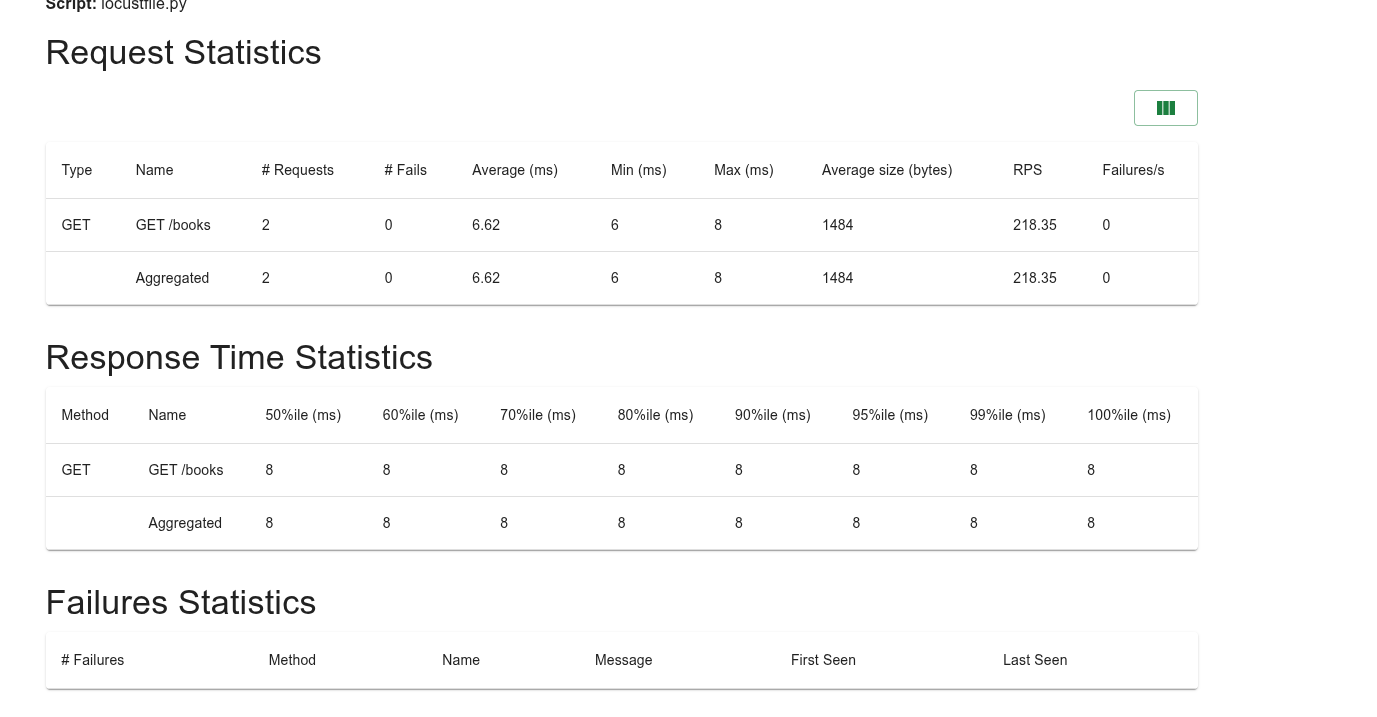 Script: locustfile.py
Request Statistics
Type Name # Requests # Fails Average (ms) Min (ms) Max (ms) Average size (bytes) RPS Failures/s
GET GET /books 2 0 6.62 6 8 1484 218.35 0
Aggregated 2 0 6.62 6 8 1484 218.35 0
Response Time Statistics
Method Name 50%ile (ms) 60%ile (ms) 70%ile (ms) 80%ile (ms) 90%ile (ms) 95%ile (ms) 99%ile (ms) 100%ile (ms)
GET GET /books 8 8 8 8 8 8 8 8
Aggregated 8 8 8 8 8 8 8 8
Failures Statistics
# Failures Method Name Message First Seen Last Seen